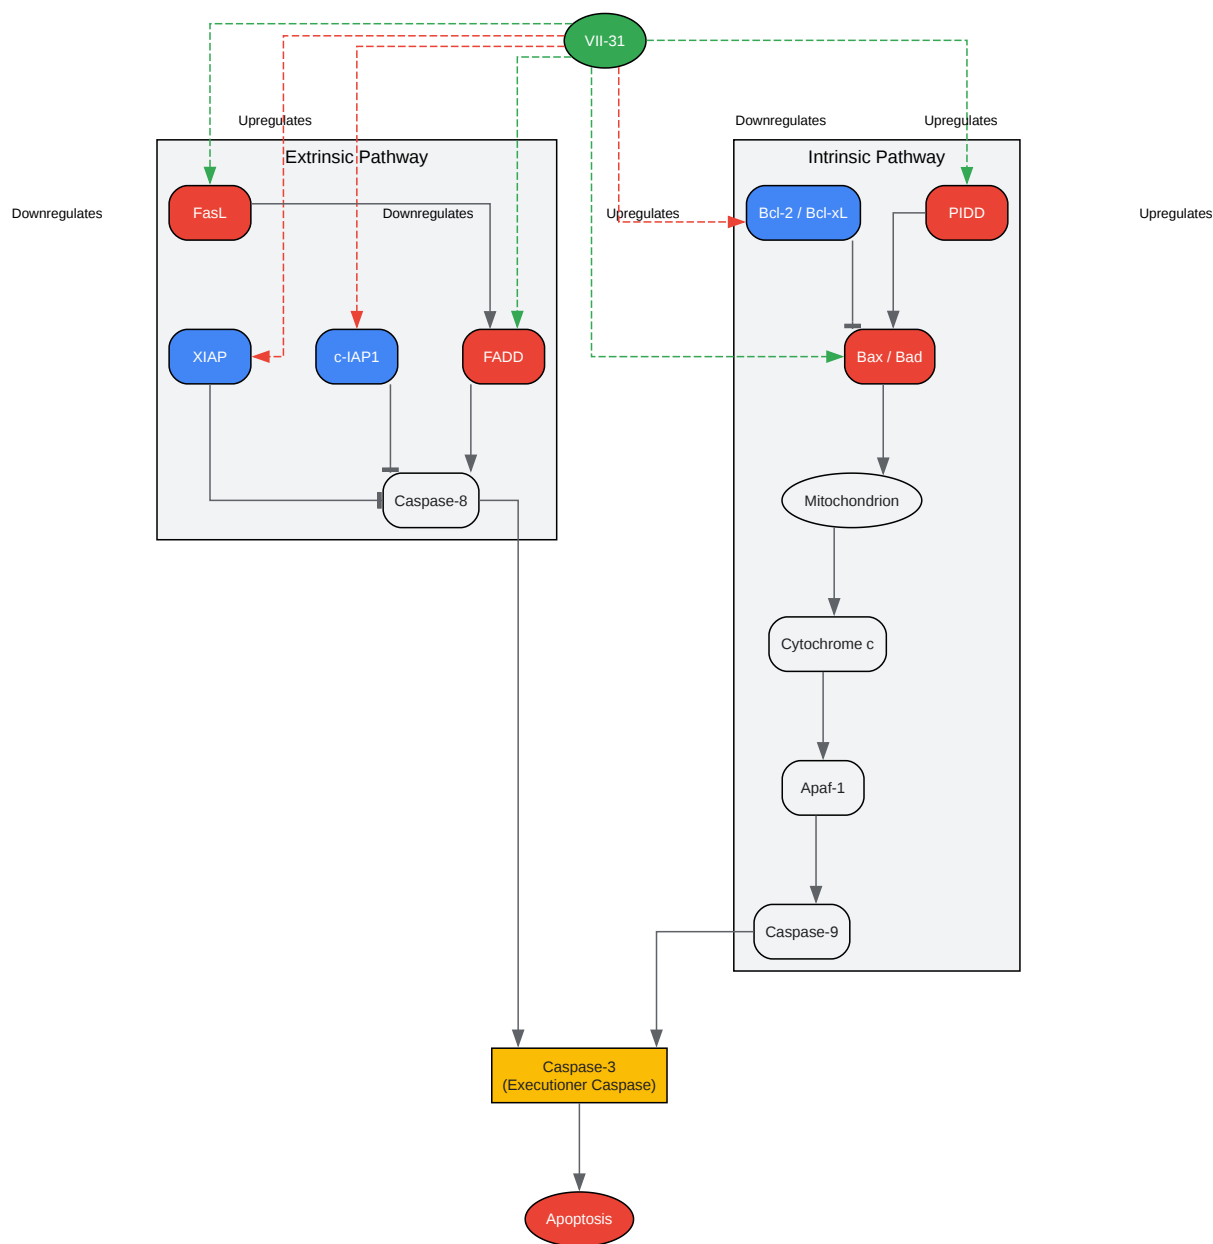 VII-31
Upregulates
Downregulates
Upregulates
Extrinsic Pathway
Intrinsic Pathway
Downregulates
FasL
Downregulates
Upregulates
Bcl-2 / Bcl-xL
PIDD
Upregulates
XIAP
c-IAP1
FADD
Bax / Bad
Caspase-8
Mitochondrion
Cytochrome c
Apaf-1
Caspase-9
Caspase-3
(Executioner Caspase)
Apoptosis